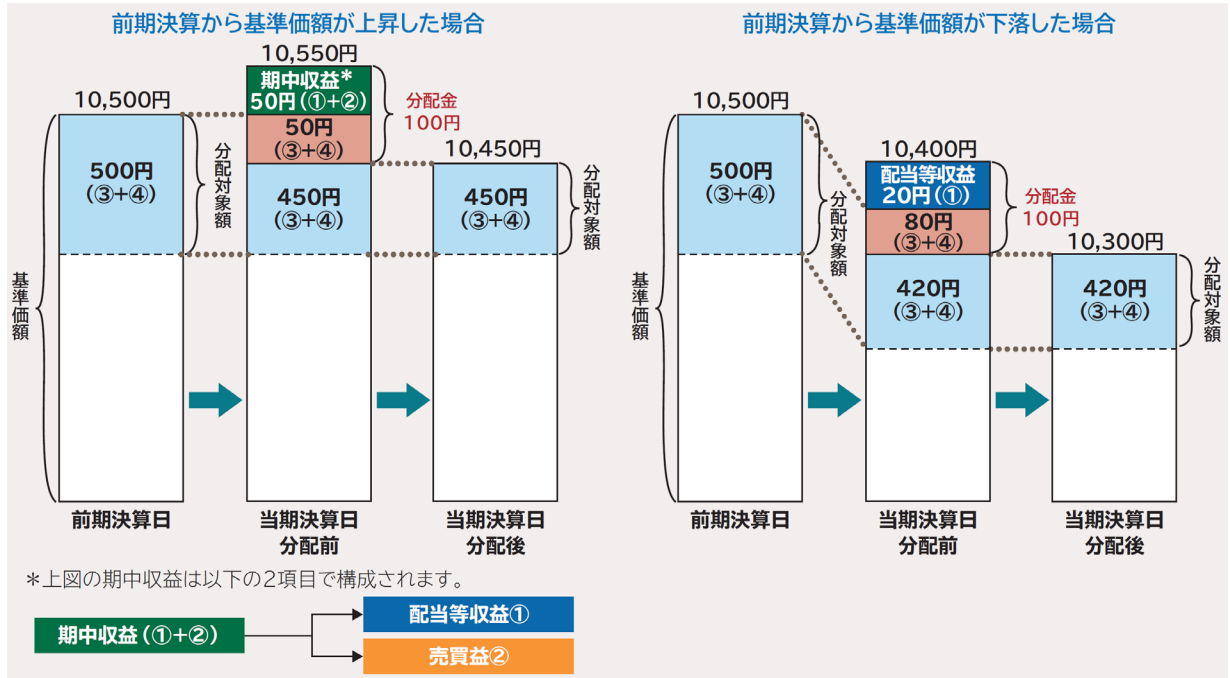 前期決算から基準価額が上昇した場合
10,500円
500円
(③+④)
分配対象額
基準価額
前期決算日
10,550円
期中収益*
50円(①+②)
50円
(③+④)
450円
(③+④)
分配金
100円
当期決算日
分配前
10,450円
450円
(③+④)
分配対象額
当期決算日
分配後
前期決算から基準価額が下落した場合
10,500円
500円
(③+④)
分配対象額
基準価額
前期決算日
10,400円
配当等収益
20円(①)
80円
(③+④)
420円
(③+④)
分配金
100円
当期決算日
分配前
10,300円
420円
(③+④)
分配対象額
当期決算日
分配後
*上図の期中収益は以下の2項目で構成されます。
期中収益(①+②)
配当等収益①
売買益②